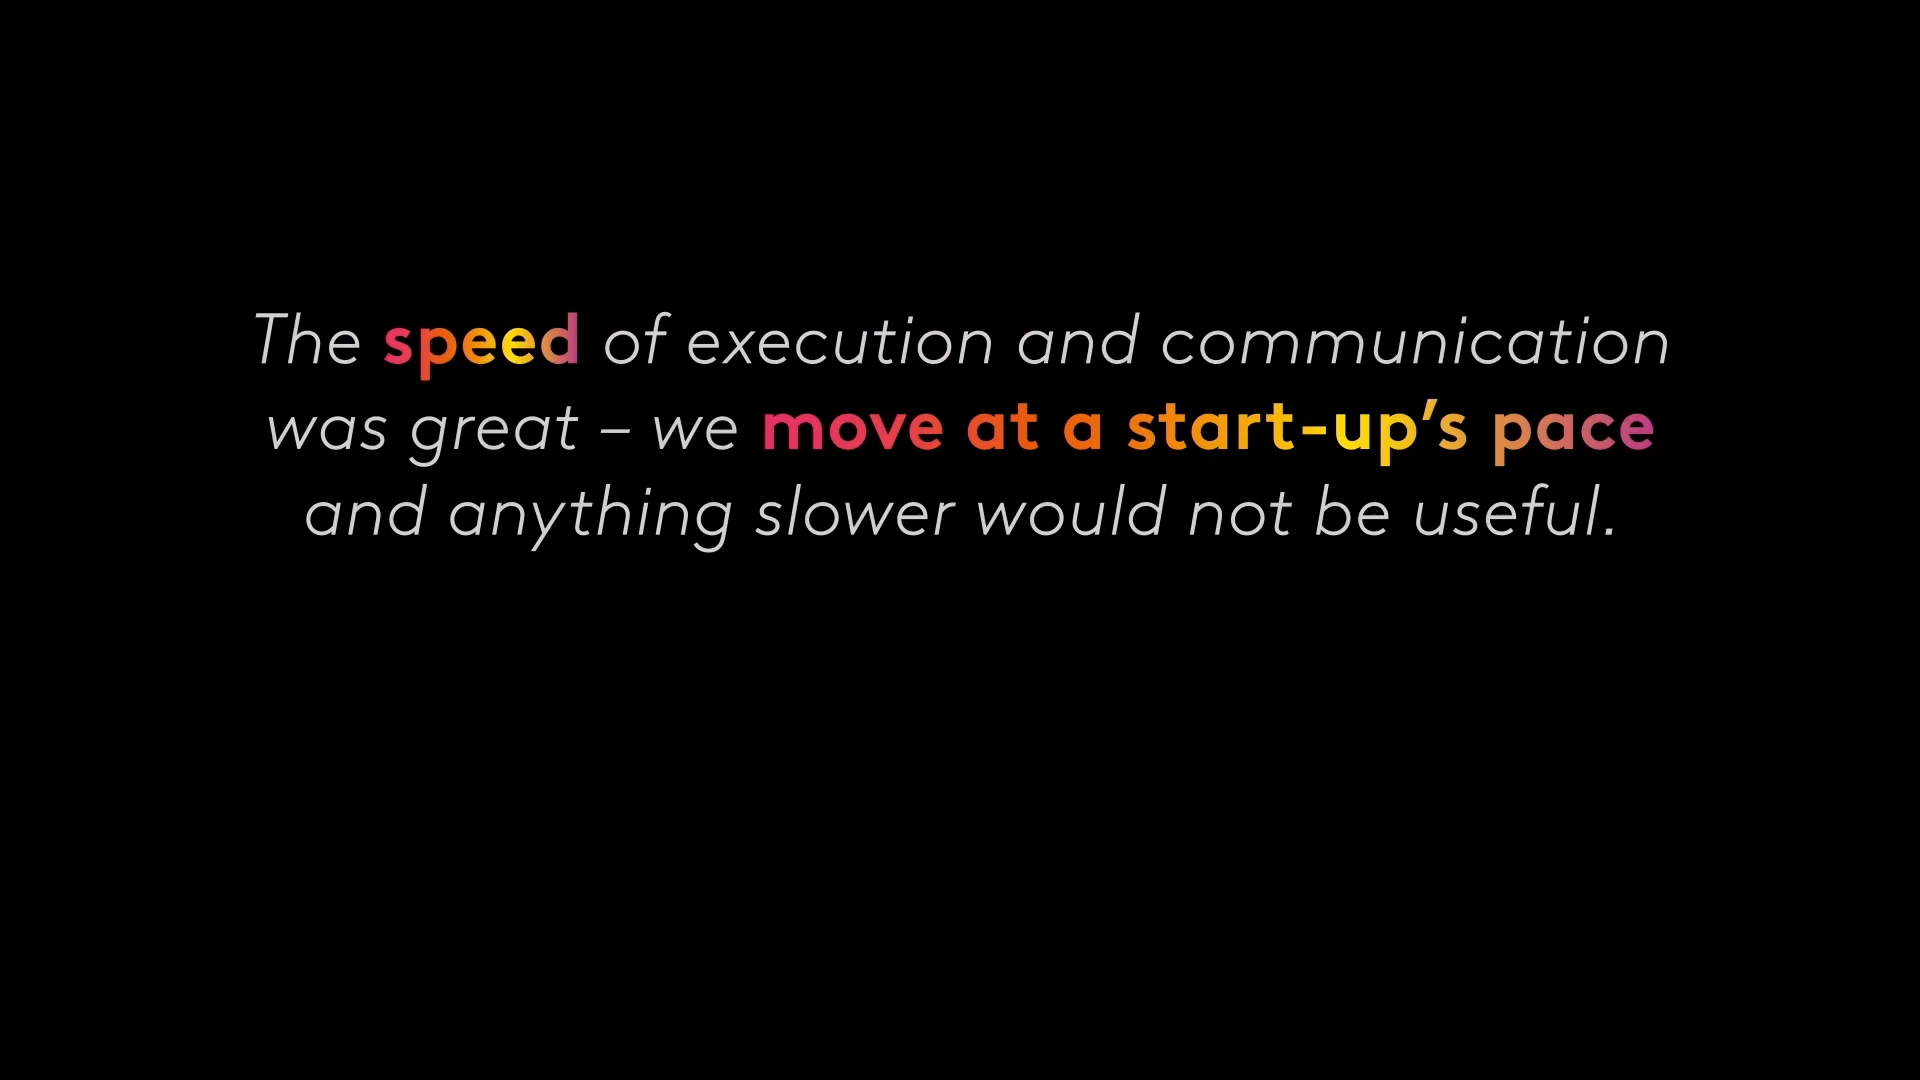 The speed of execution and communication
was great – we move at a start-up’s pace
and anything slower would not be useful.